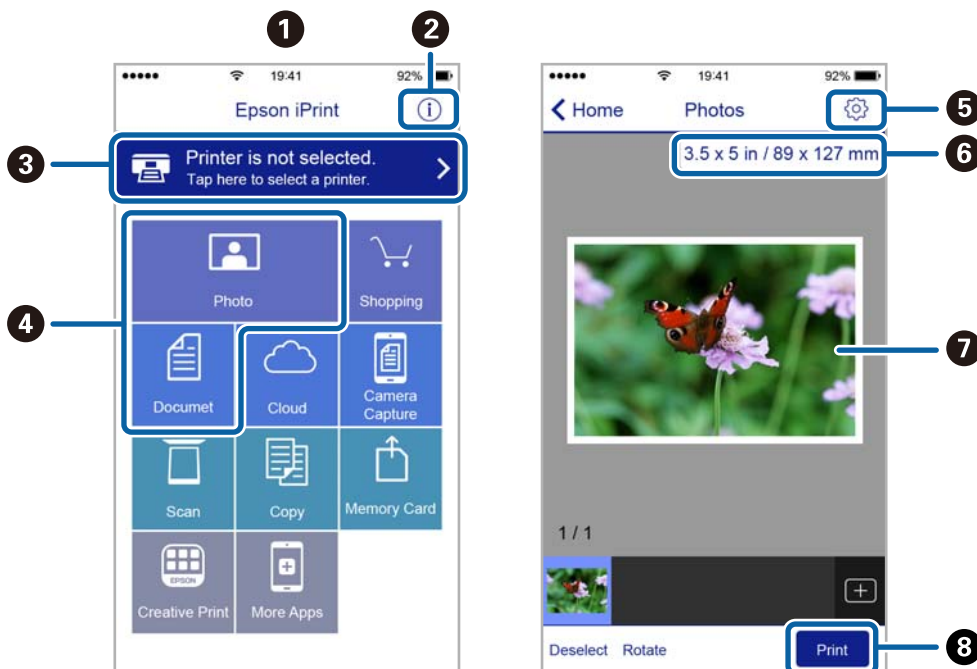 1
2
19:41
92%
Epson iPrint
i
3
Printer is not selected.
Tap here to select a printer.
4
Photo
Shopping
Documet
Cloud
Camera
Capture
Scan
Copy
Memory Card
EPSON
Creative Print
More Apps
19:41
92%
Home
Photos
5
3.5 x 5 in / 89 x 127 mm
6
7
1 / 1
Deselect
Rotate
Print
8